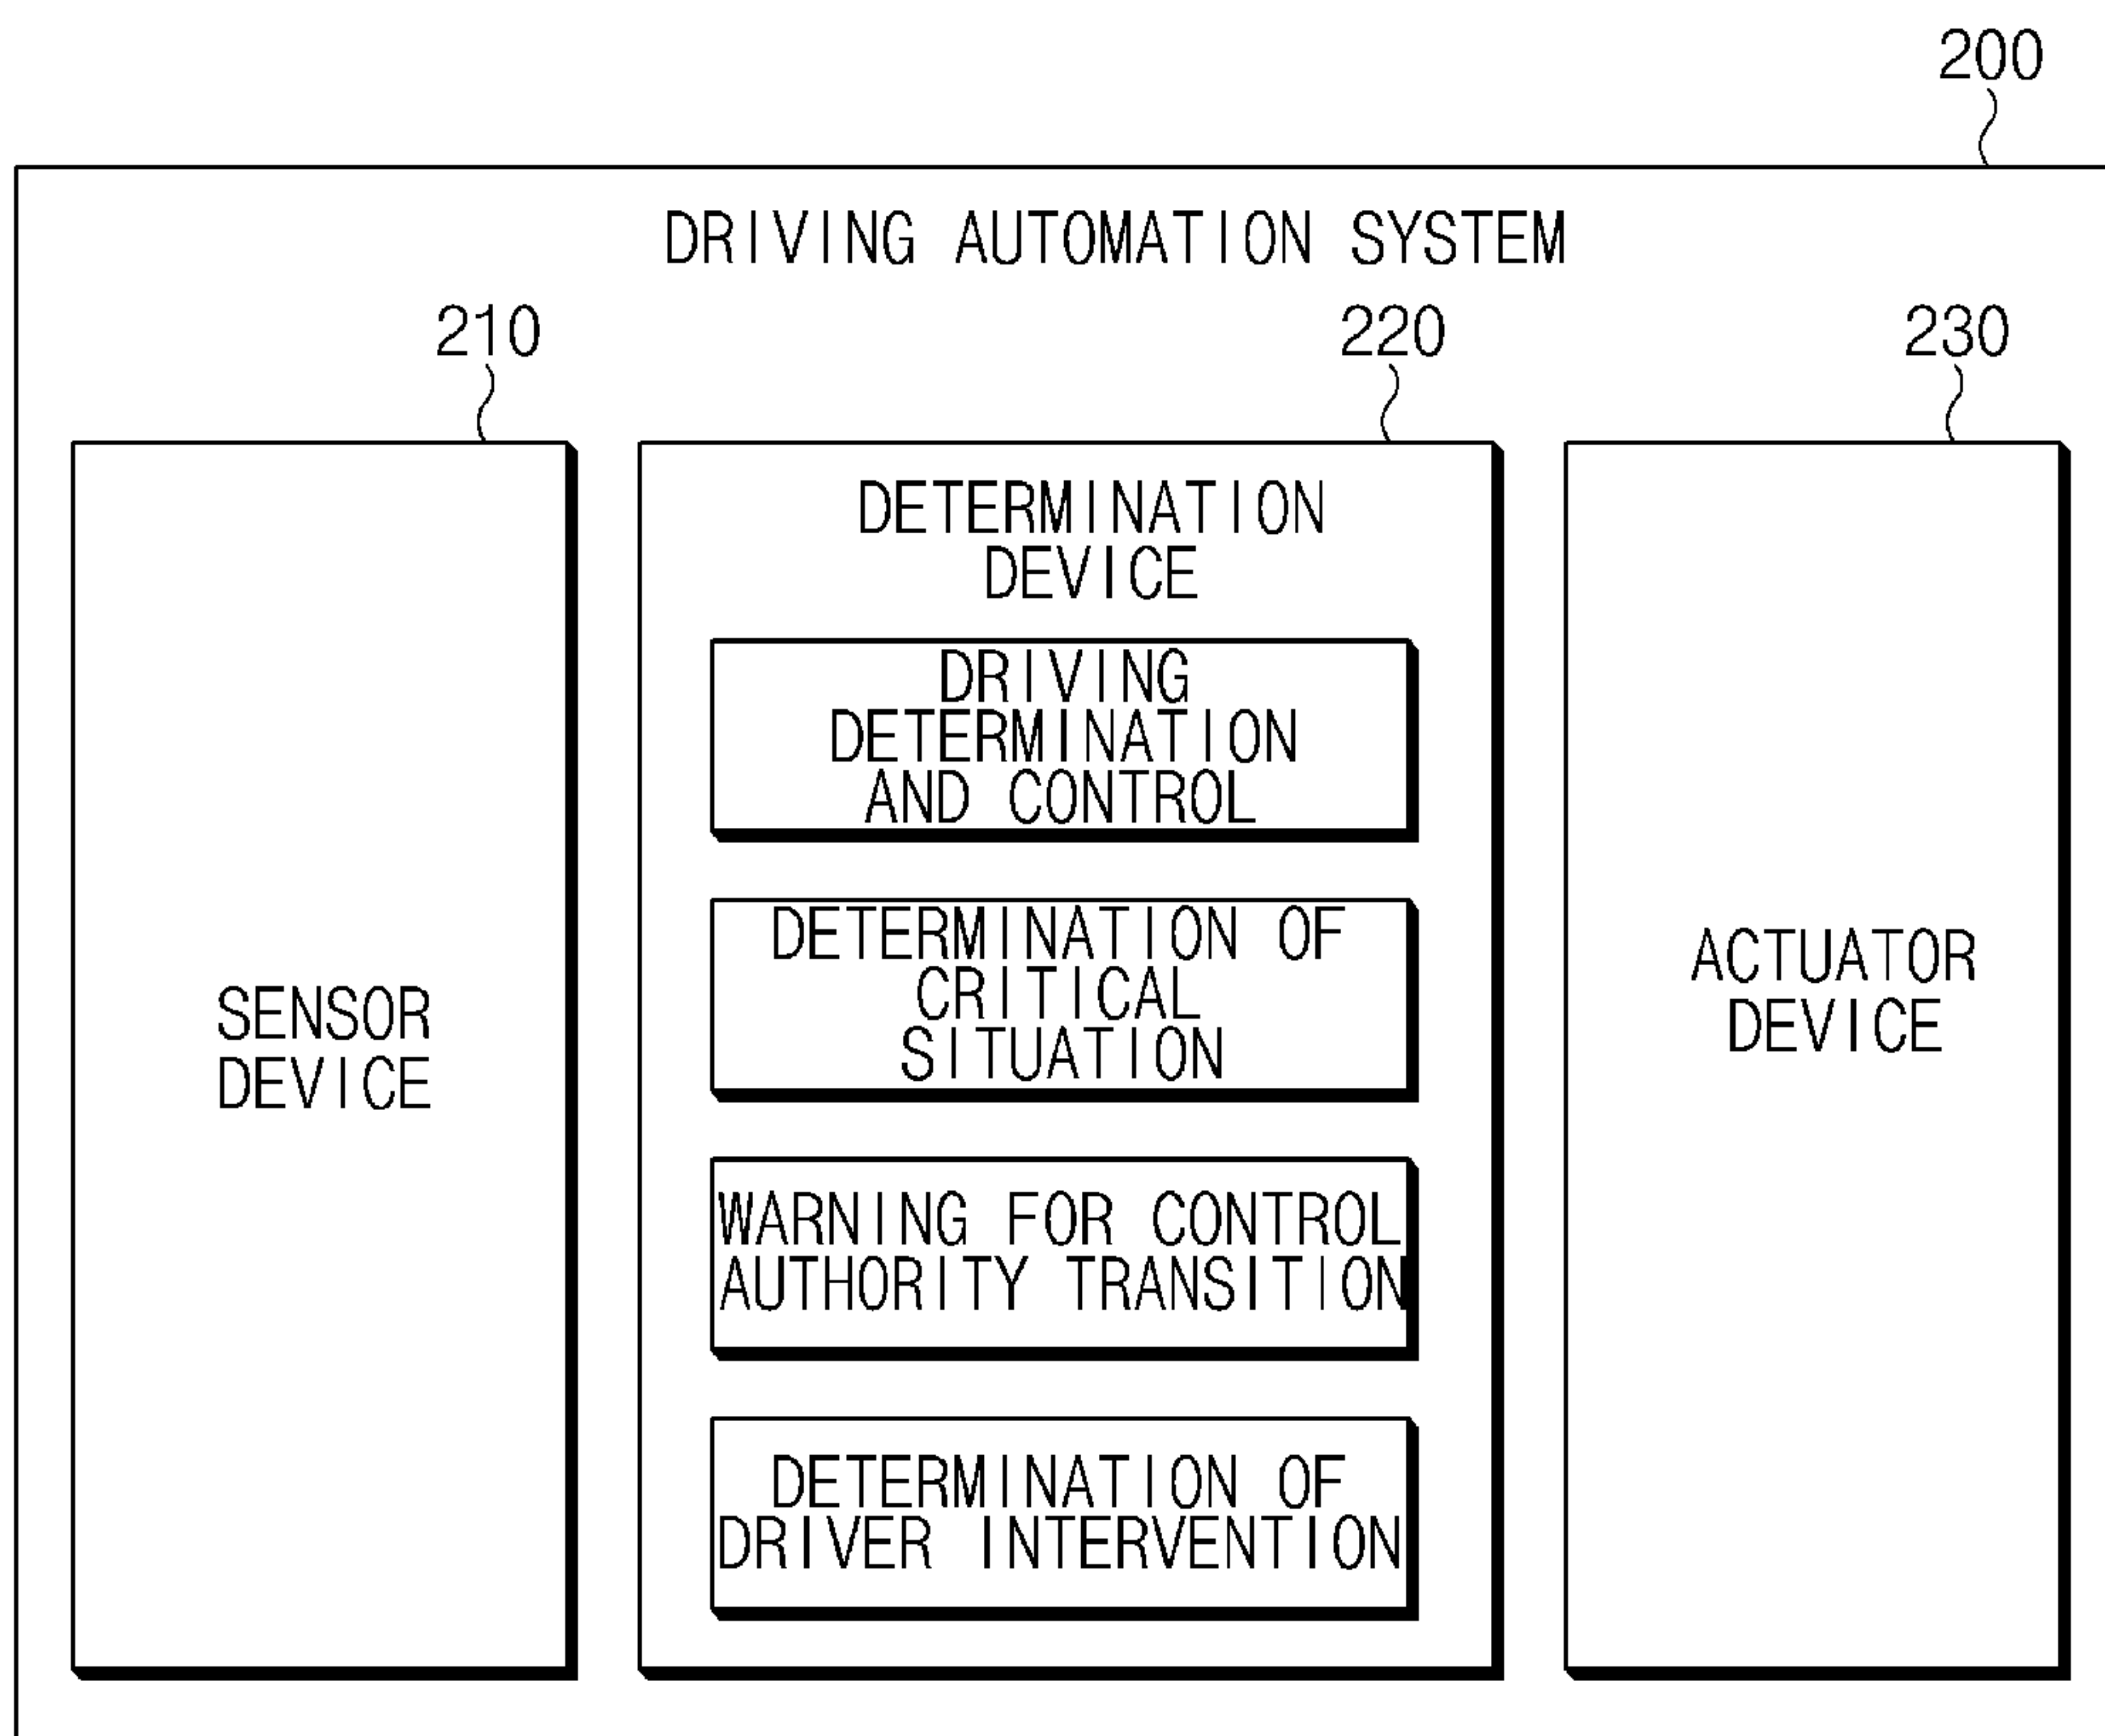 200
DRIVING AUTOMATION SYSTEM
210
220
230
SENSOR
DEVICE
DETERMINATION
DEVICE
DRIVING
DETERMINATION
AND CONTROL
DETERMINATION OF
CRITICAL
SITUATION
WARNING FOR CONTROL
AUTHORITY TRANSITION
DETERMINATION OF
DRIVER INTERVENTION
ACTUATOR
DEVICE